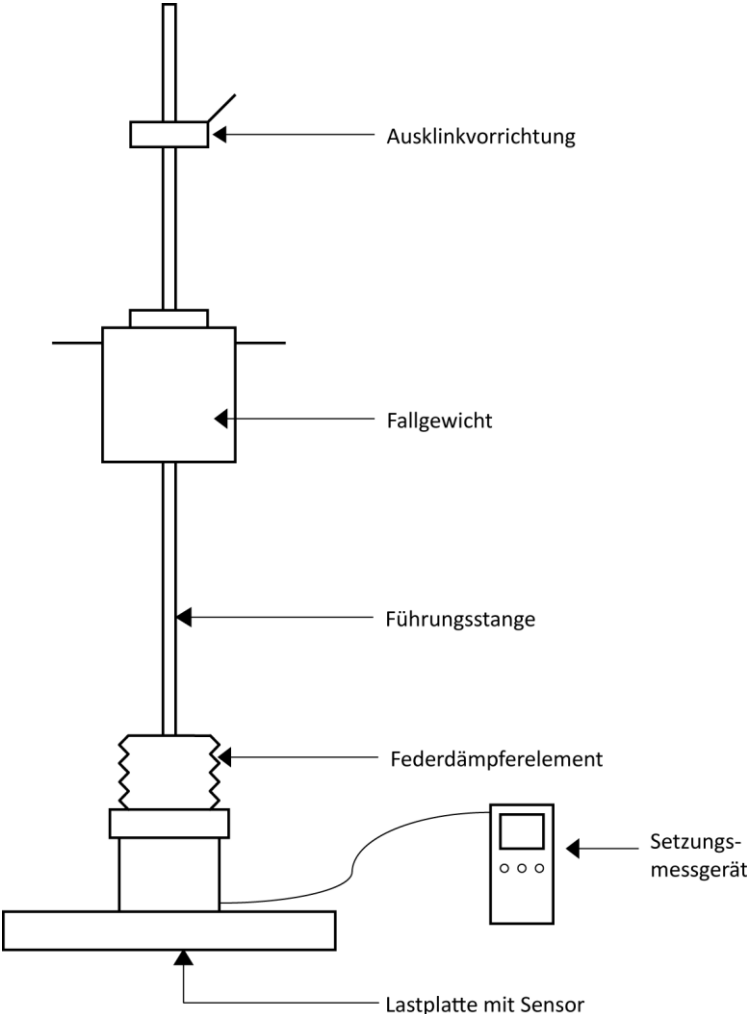 Ausklinkvorrichtung
Fallgewicht
Führungsstange
Federdämpferelement
Setzungs-
messgerät
Lastplatte mit Sensor